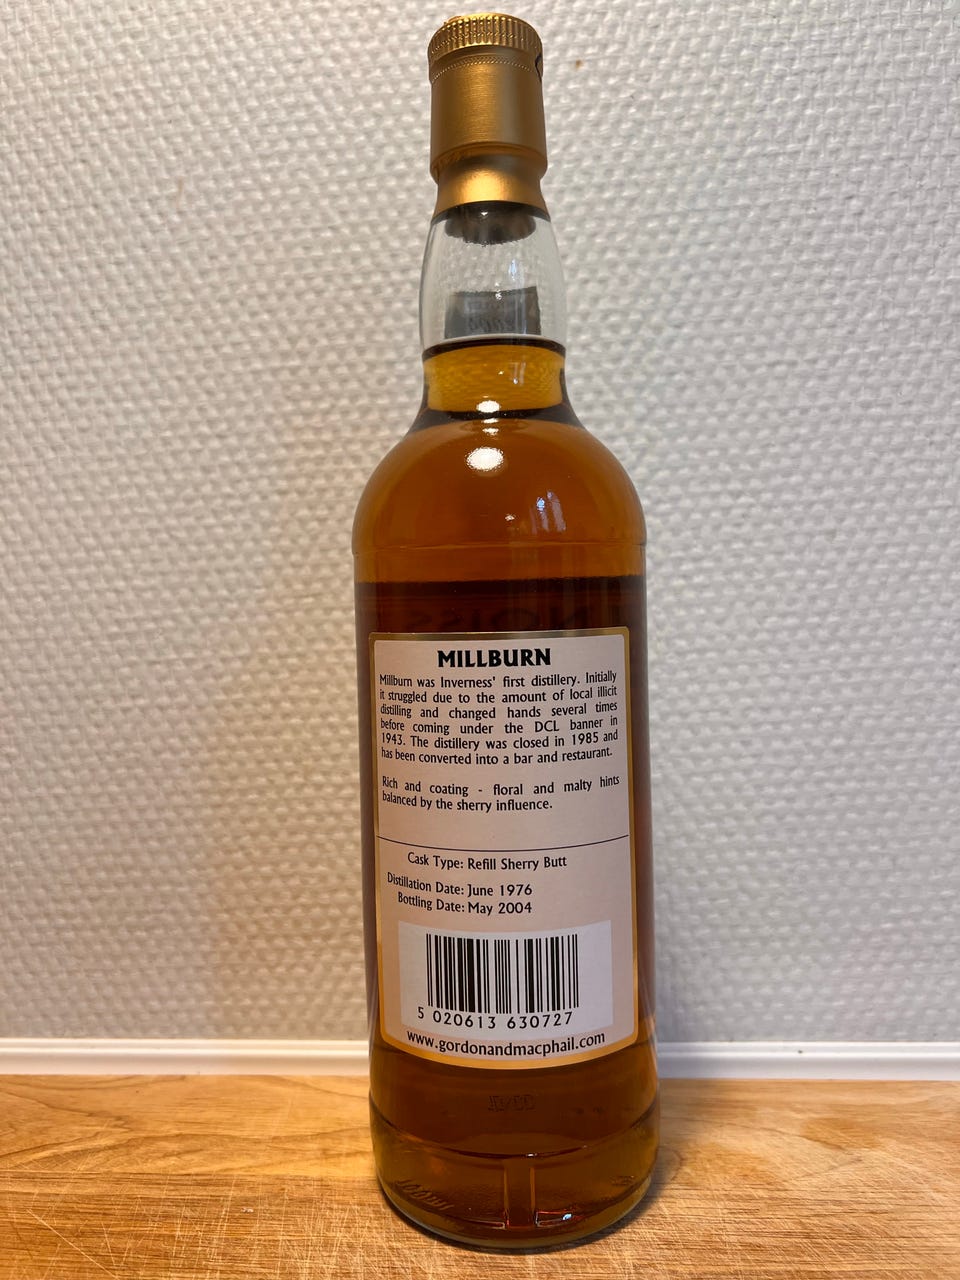 MILLBURN
Millburn was Inverness' first distillery. Initially
it struggled due to the amount of local illicit
distilling and changed hands several times
before coming under the DCL banner in
1943. The distillery was closed in 1985 and
has been converted into a bar and restaurant.
Rich and coating - floral and malty hints
balanced by the sherry influence.
Cask Type: Refill Sherry Butt
Distillation Date: June 1976
Bottling Date: May 2004
5 020613 630727
www.gordonandmacphail.com